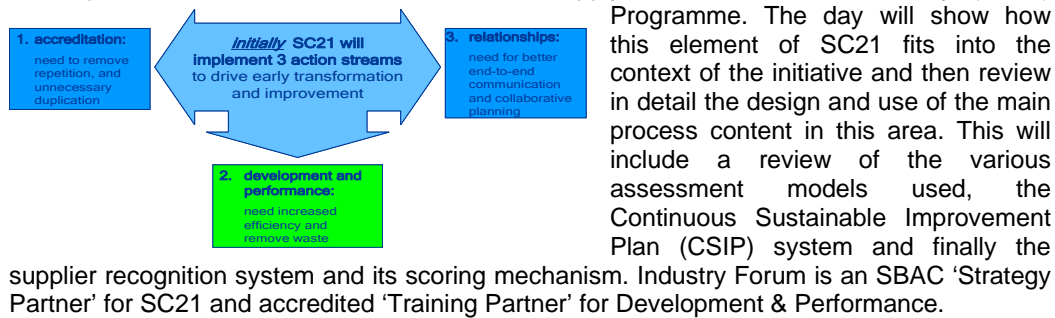 1. accreditation:
need to remove
repetition, and
unnecessary
duplication
initially SC21 will
implement 3 action streams
to drive early transformation
and improvement
3. relationships:
need for better
end-to-end
communication
and collaborative
planning
2. development and
performance:
need increased
efficiency and
remove waste
Programme. The day will show how
this element of SC21 fits into the
context of the initiative and then review
in detail the design and use of the main
process content in this area. This will
include a review of the various
assessment models used, the
Continuous Sustainable Improvement
Plan (CSIP) system and finally the
supplier recognition system and its scoring mechanism. Industry Forum is an SBAC ‘Strategy
Partner’ for SC21 and accredited ‘Training Partner’ for Development & Performance.